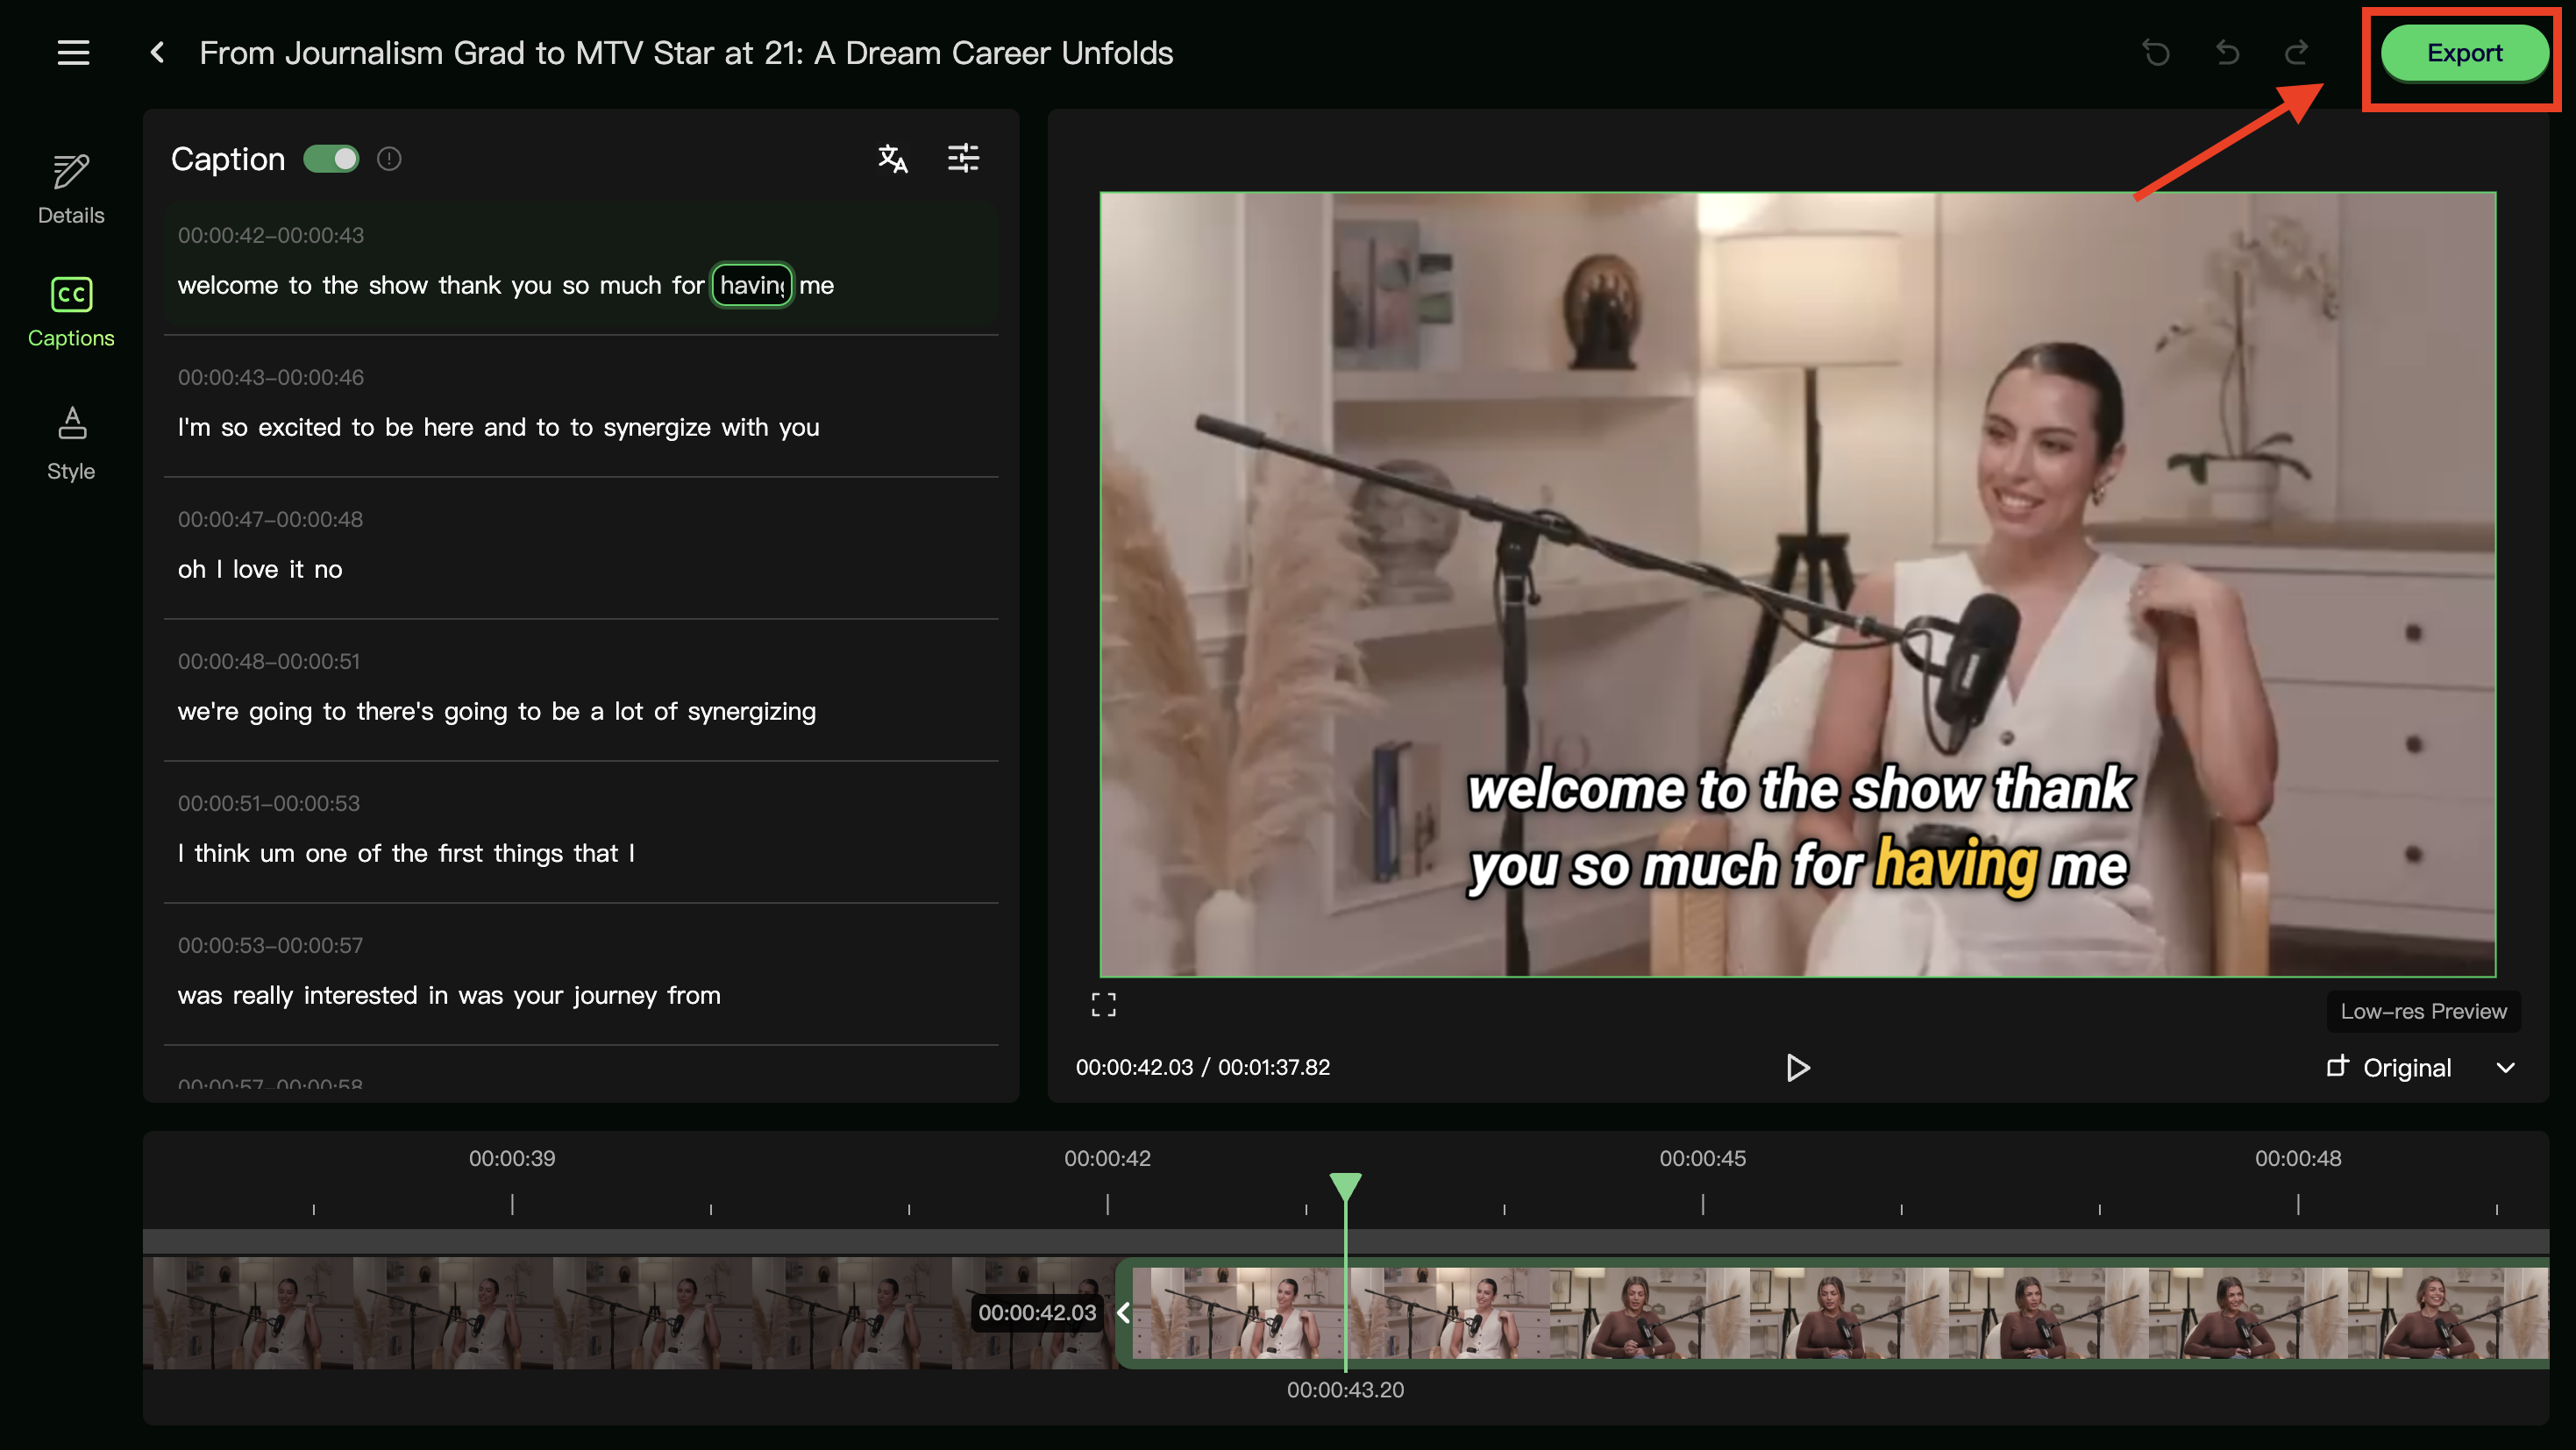 From Journalism Grad to MTV Star at 21: A Dream Career Unfolds
Export
Details
Captions
Style
Caption
00:00:42–00:00:43
welcome to the show thank you so much for having me
00:00:43–00:00:46
I'm so excited to be here and to to synergize with you
00:00:47–00:00:48
oh I love it no
00:00:48–00:00:51
we're going to there's going to be a lot of synergizing
00:00:51–00:00:53
I think um one of the first things that I
00:00:53–00:00:57
was really interested in was your journey from
00:00:57–00:00:58
welcome to the show thank
you so much for having me
Low-res Preview
00:00:42.03 / 00:01:37.82
Original
00:00:39
00:00:42
00:00:45
00:00:48
00:00:42.03
00:00:43.20